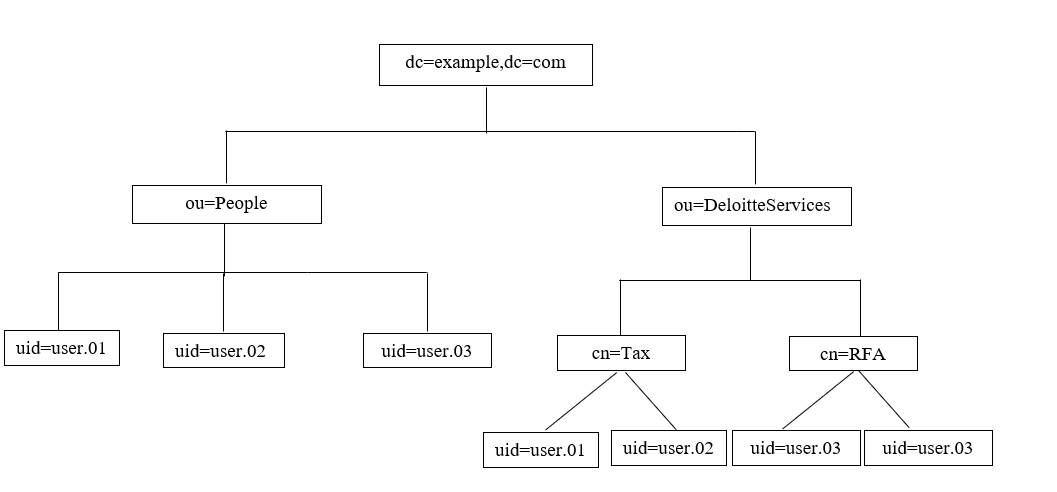 dc=example,dc=com
ou=People
ou=DeloitteServices
uid=user.01
uid=user.02
uid=user.03
cn=Tax
cn=RFA
uid=user.01
uid=user.02
uid=user.03
uid=user.03